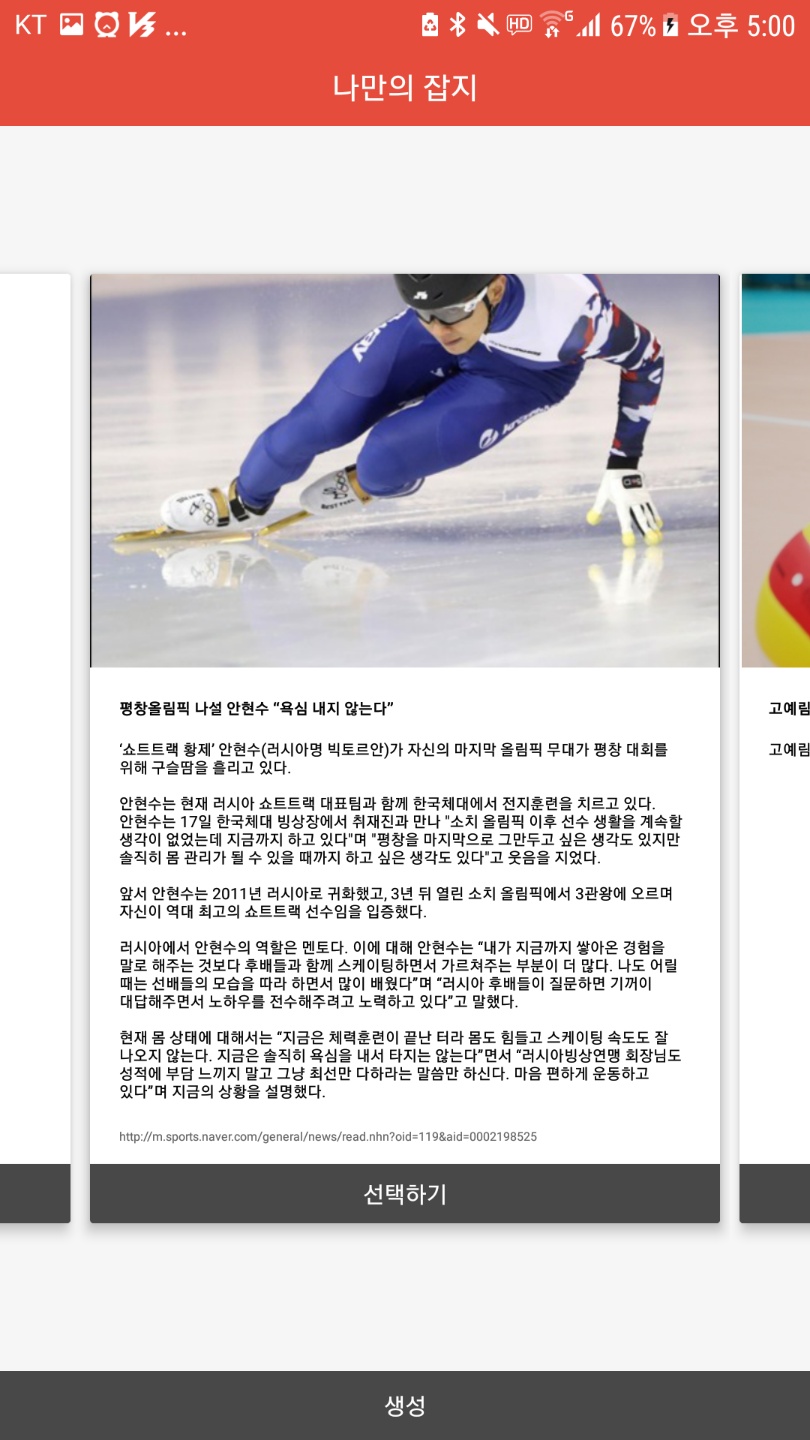 KT ... HD G 67% 오후 5:00
나만의 잡지
BEST FEEL
평창올림픽 나설 안현수 “욕심 내지 않는다”
‘쇼트트랙 황제’ 안현수(러시아명 빅토르안)가 자신의 마지막 올림픽 무대가 평창 대회를
위해 구슬땀을 흘리고 있다.
안현수는 현재 러시아 쇼트트랙 대표팀과 함께 한국체대에서 전지훈련을 치르고 있다.
안현수는 17일 한국체대 빙상장에서 취재진과 만나 "소치 올림픽 이후 선수 생활을 계속할
생각이 없었는데 지금까지 하고 있다"며 "평창을 마지막으로 그만두고 싶은 생각도 있지만
솔직히 몸 관리가 될 수 있을 때까지 하고 싶은 생각도 있다"고 웃음을 지었다.
앞서 안현수는 2011년 러시아로 귀화했고, 3년 뒤 열린 소치 올림픽에서 3관왕에 오르며
자신이 역대 최고의 쇼트트랙 선수임을 입증했다.
러시아에서 안현수의 역할은 멘토다. 이에 대해 안현수는 “내가 지금까지 쌓아온 경험을
말로 해주는 것보다 후배들과 함께 스케이팅하면서 가르쳐주는 부분이 더 많다. 나도 어릴
때는 선배들의 모습을 따라 하면서 많이 배웠다”며 “러시아 후배들이 질문하면 기꺼이
대답해주면서 노하우를 전수해주려고 노력하고 있다”고 말했다.
현재 몸 상태에 대해서는 “지금은 체력훈련이 끝난 터라 몸도 힘들고 스케이팅 속도도 잘
나오지 않는다. 지금은 솔직히 욕심을 내서 타지는 않는다”면서 “러시아빙상연맹 회장님도
성적에 부담 느끼지 말고 그냥 최선만 다하라는 말씀만 하신다. 마음 편하게 운동하고
있다”며 지금의 상황을 설명했다.
http://m.sports.naver.com/general/news/read.nhn?oid=119&aid=0002198525
선택하기
고예림
고예림
생성